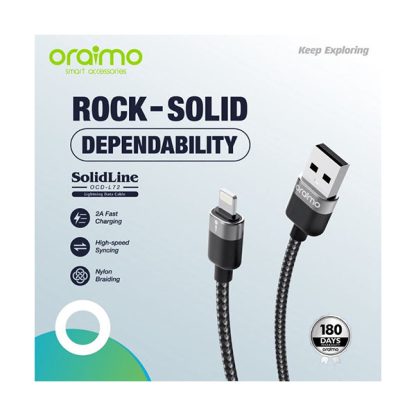 oraimo
smart accessories
Keep Exploring
ROCK - SOLID
DEPENDABILITY
SolidLine
OCD-L72
Lightning Data Cable
2A Fast
Charging
High-speed
Syncing
Nylon
Braiding
oraimo
180
DAYS
oraimo